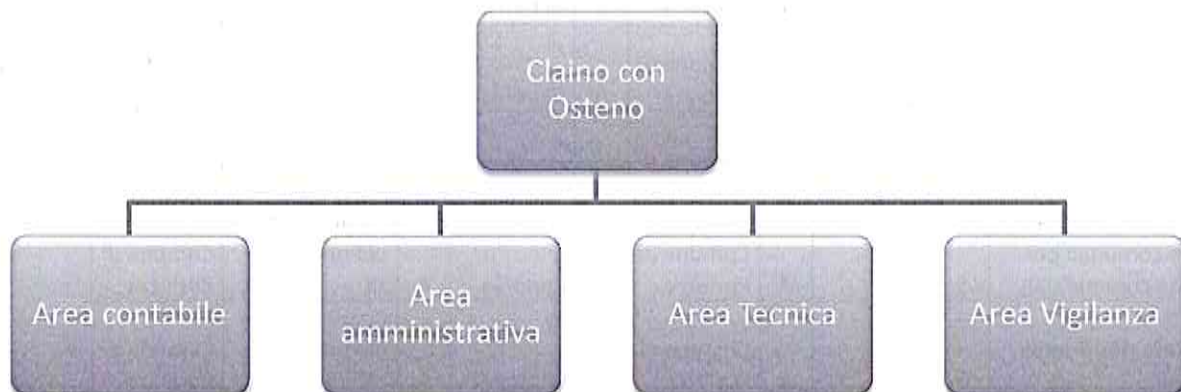 Claino con
Osteno
Area contabile
Area
amministrativa
Area Tecnica
Area Vigilanza